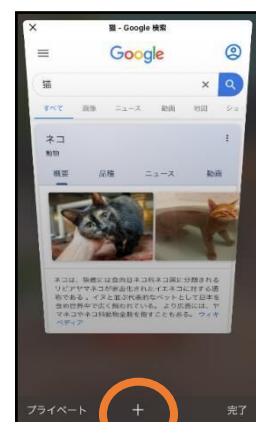 × 猫 - Google 検索
Google
猫 ×
すべて 画像 ニュース 動画 地図 ショ
ネコ
動物
概要 品種 ニュース 動画
ネコは、狭義には食肉目ネコ科ネコ属に分類される
リビアヤマネコが家畜化されたイエネコに対する通
称である。イヌと並ぶ代表的なペットとして日本を
含め世界中で広く飼われている。より広義には、ヤ
マネコやネコ科動物全般を指すこともある。 ウィキ
ペディア
プライベート + 完了